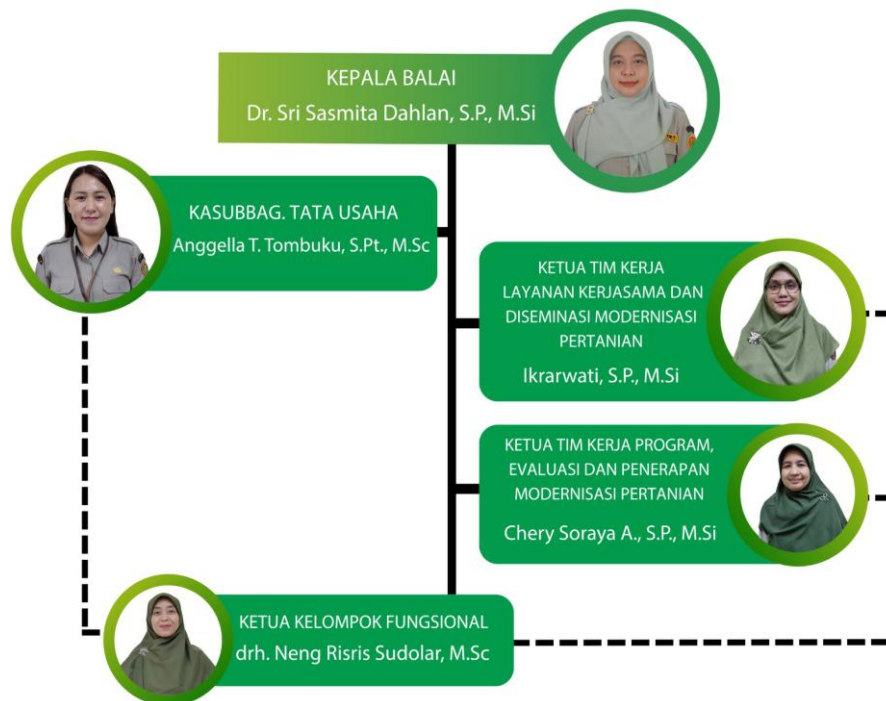 KEPALA BALAI
Dr. Sri Sasmita Dahlan, S.P., M.Si
KASUBBAG. TATA USAHA
Anggella T. Tombuku, S.Pt., M.Sc
KETUA TIM KERJA
LAYANAN KERJASAMA DAN
DISEMINASI MODERNISASI
PERTANIAN
Ikrarwati, S.P., M.Si
KETUA TIM KERJA PROGRAM,
EVALUASI DAN PENERAPAN
MODERNISASI PERTANIAN
Chery Soraya A., S.P., M.Si
KETUA KELOMPOK FUNGSIONAL
drh. Neng Risris Sudolar, M.Sc